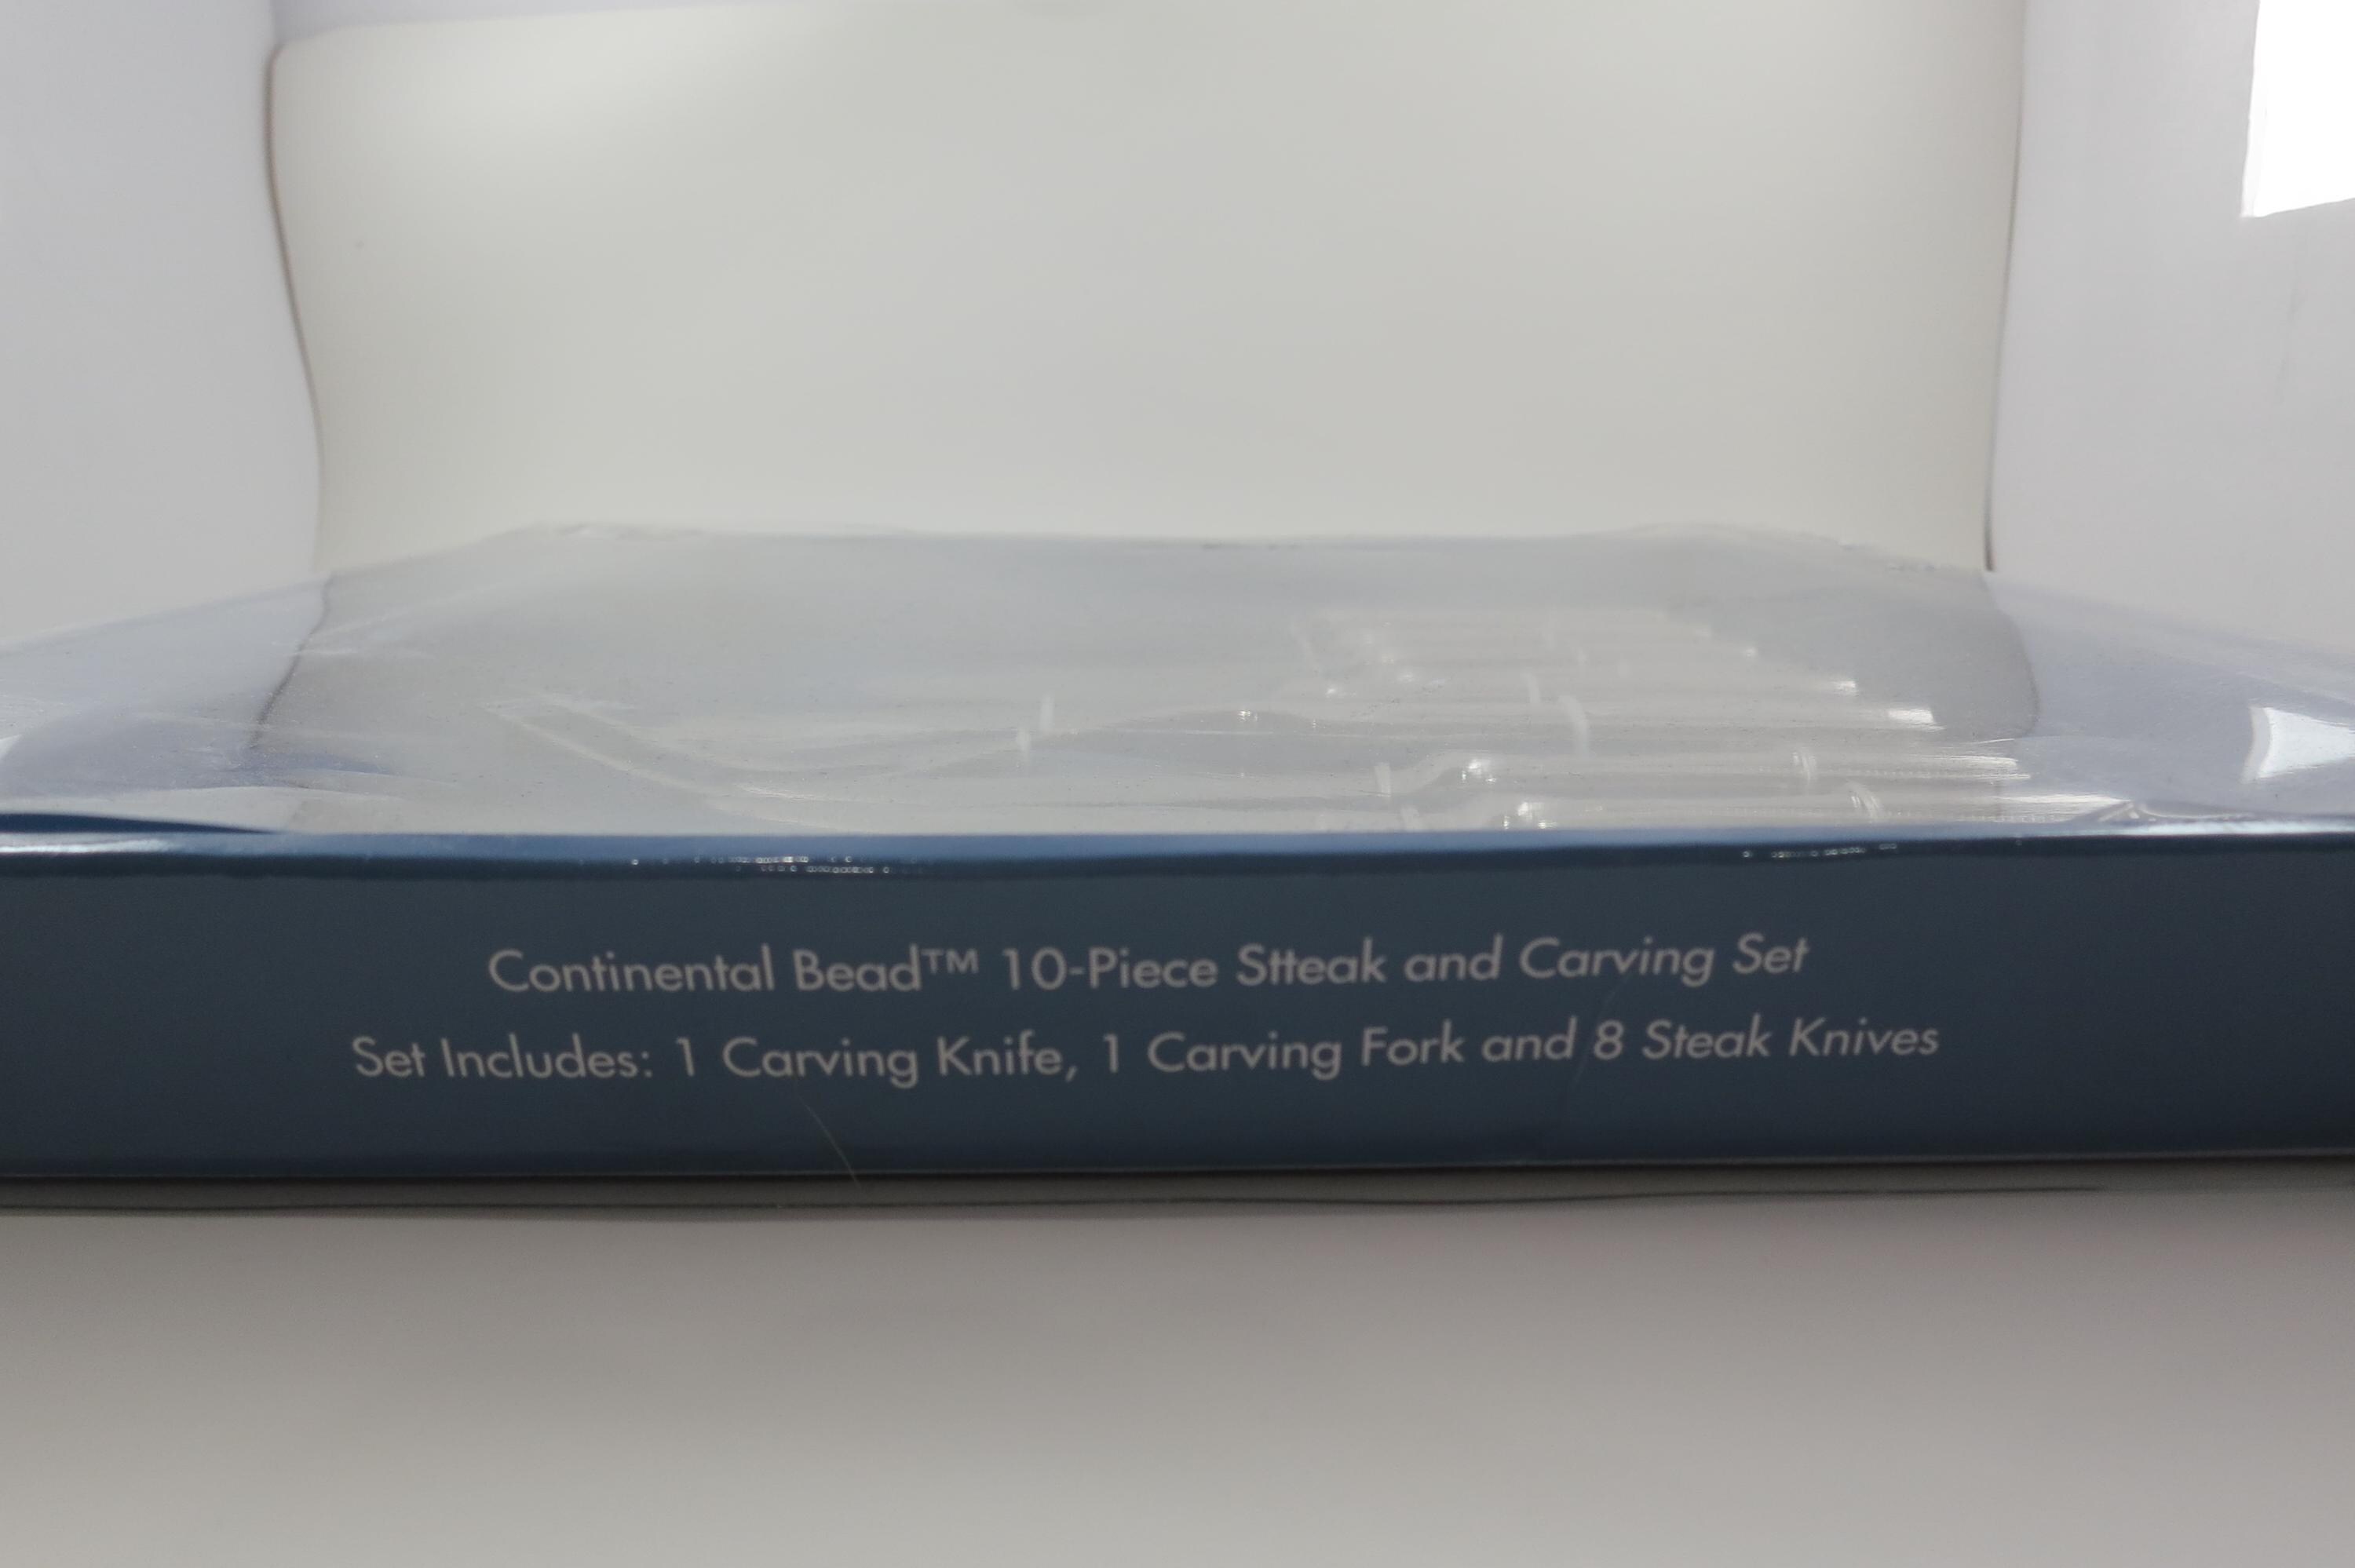 Continental Bead™ 10-Piece Stteak and Carving Set
Set Includes: 1 Carving Knife, 1 Carving Fork and 8 Steak Knives